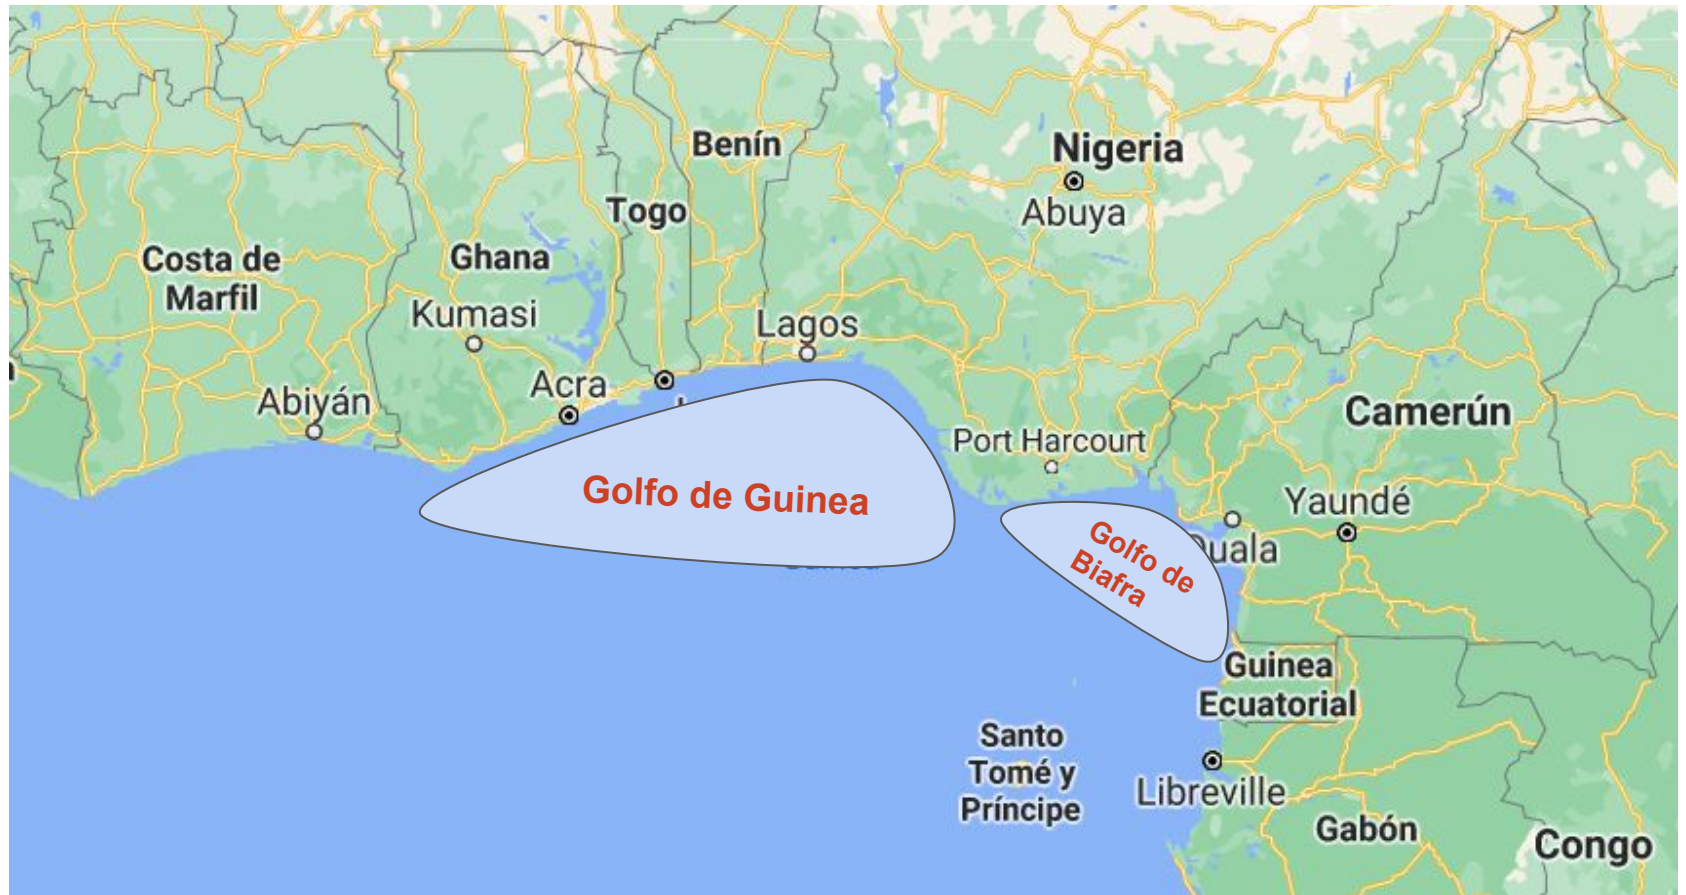 Benín
Nigeria
Abuya
Togo
Costa de
Marfil
Ghana
Kumasi
Lagos
Acra
Abiyán
Camerún
Port Harcourt
Golfo de Guinea
Yaundé
Golfo de
Biafra
Guinea
Ecuatorial
Santo
Tomé y
Príncipe
Libreville
Gabón
Congo